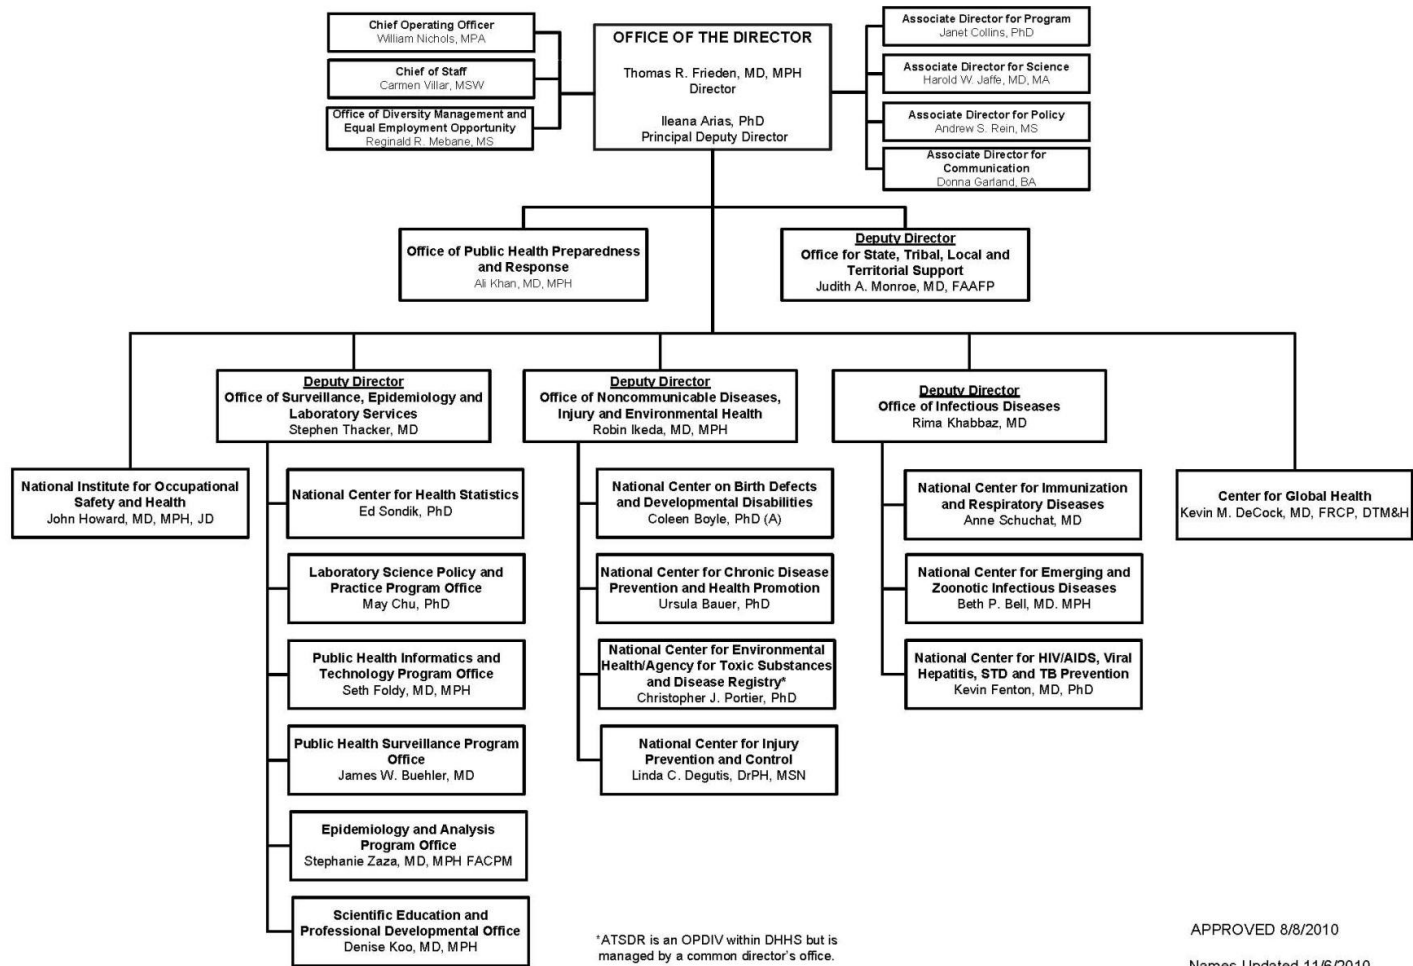 Chief Operating Officer
William Nichols, MPA
Chief of Staff
Carmen Villar, MSW
Office of Diversity Management and
Equal Employment Opportunity
Reginald R. Mebane, MS
OFFICE OF THE DIRECTOR
Thomas R. Frieden, MD, MPH
Director
Ileana Arias, PhD
Principal Deputy Director
Associate Director for Program
Janet Collins, PhD
Associate Director for Science
Harold W. Jaffe, MD, MA
Associate Director for Policy
Andrew S. Rein, MS
Associate Director for
Communication
Donna Garland, BA
Office of Public Health Preparedness
and Response
Ali Khan, MD, MPH
Deputy Director
Office for State, Tribal, Local and
Territorial Support
Judith A. Monroe, MD, FAAFP
Deputy Director
Office of Surveillance, Epidemiology and
Laboratory Services
Stephen Thacker, MD
Deputy Director
Office of Noncommunicable Diseases,
Injury and Environmental Health
Robin Ikeda, MD, MPH
Deputy Director
Office of Infectious Diseases
Rima Khabbaz, MD
National Institute for Occupational
Safety and Health
John Howard, MD, MPH, JD
National Center for Health Statistics
Ed Sondik, PhD
Laboratory Science Policy and
Practice Program Office
May Chu, PhD
Public Health Informatics and
Technology Program Office
Seth Foldy, MD, MPH
Public Health Surveillance Program
Office
James W. Buehler, MD
Epidemiology and Analysis
Program Office
Stephanie Zaza, MD, MPH FACPM
Scientific Education and
Professional Developmental Office
Denise Koo, MD, MPH
National Center on Birth Defects
and Developmental Disabilities
Coleen Boyle, PhD (A)
National Center for Chronic Disease
Prevention and Health Promotion
Ursula Bauer, PhD
National Center for Environmental
Health/Agency for Toxic Substances
and Disease Registry*
Christopher J. Portier, PhD
National Center for Injury
Prevention and Control
Linda C. Degutis, DrPH, MSN
National Center for Immunization
and Respiratory Diseases
Anne Schuchat, MD
National Center for Emerging and
Zoonotic Infectious Diseases
Beth P. Bell, MD. MPH
National Center for HIV/AIDS, Viral
Hepatitis, STD and TB Prevention
Kevin Fenton, MD, PhD
Center for Global Health
Kevin M. DeCock, MD, FRCP, DTM&H
*ATSDR is an OPDIV within DHHS but is
managed by a common director's office.
APPROVED 8/8/2010
Names Updated 11/6/2010